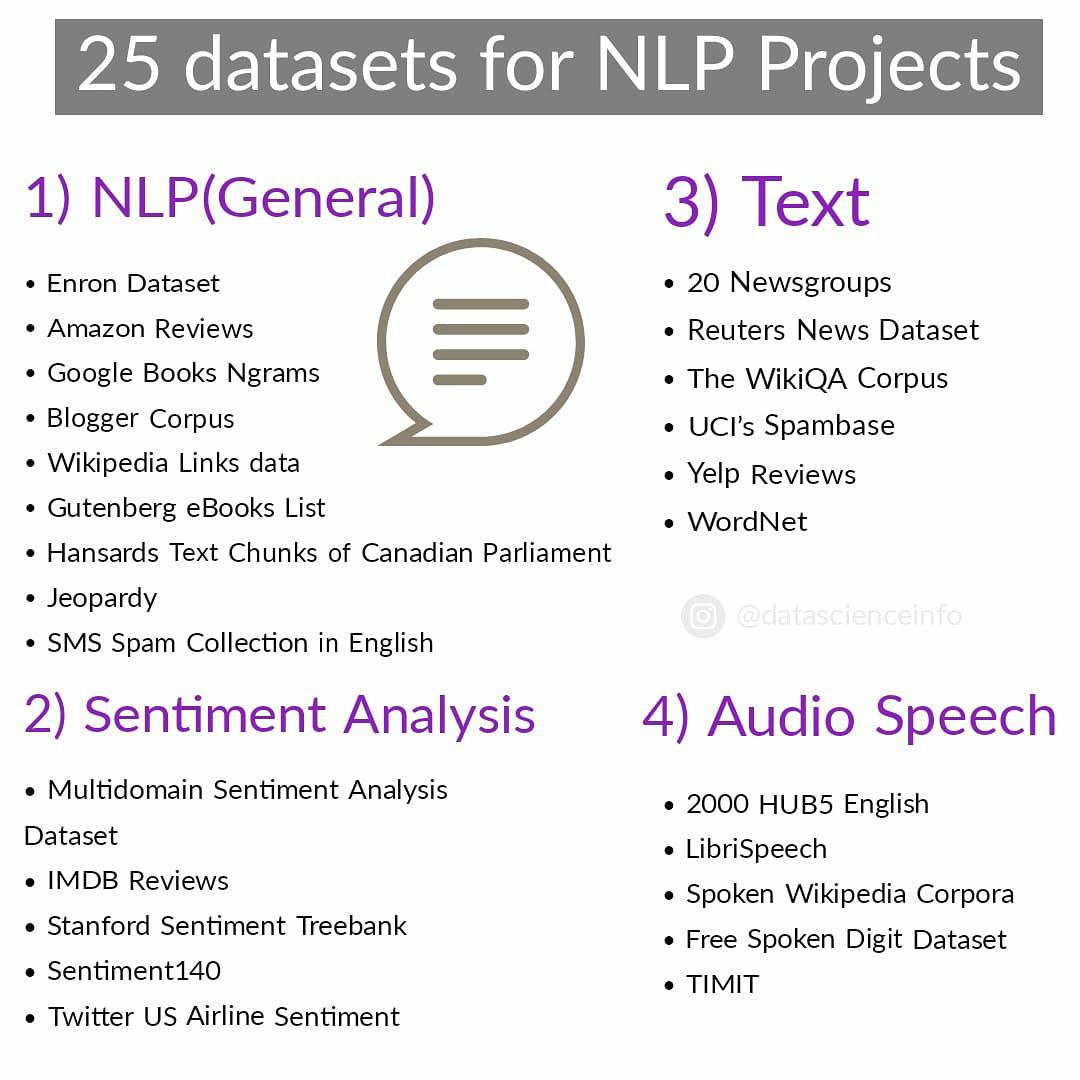 25 datasets for NLP Projects
1) NLP(General)
• Enron Dataset
• Amazon Reviews
• Google Books Ngrams
• Blogger Corpus
• Wikipedia Links data
• Gutenberg eBooks List
• Hansards Text Chunks of Canadian Parliament
• Jeopardy
• SMS Spam Collection in English
2) Sentiment Analysis
• Multidomain Sentiment Analysis
Dataset
• IMDB Reviews
• Stanford Sentiment Treebank
• Sentiment140
• Twitter US Airline Sentiment
3) Text
• 20 Newsgroups
• Reuters News Dataset
• The WikiQA Corpus
• UCI’s Spambase
• Yelp Reviews
• WordNet
@datascienceinfo
4) Audio Speech
• 2000 HUB5 English
• LibriSpeech
• Spoken Wikipedia Corpora
• Free Spoken Digit Dataset
• TIMIT